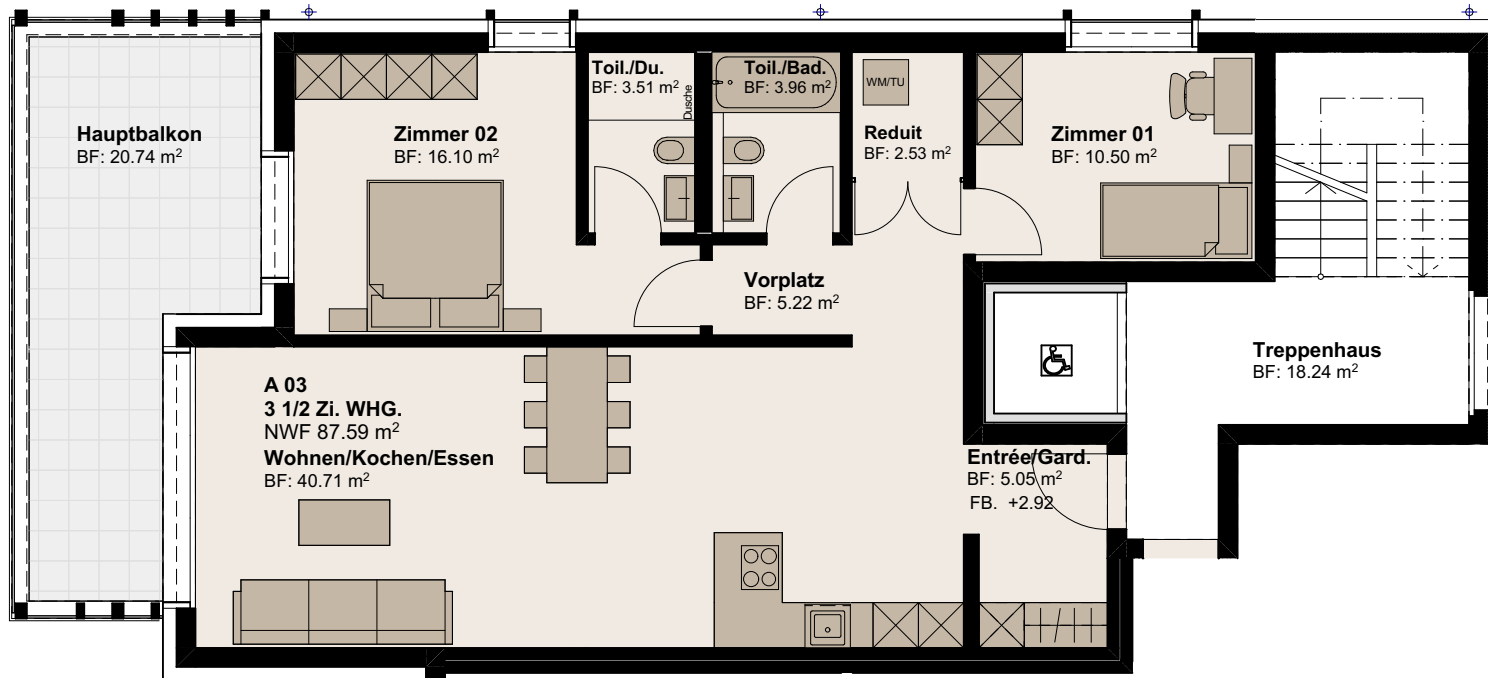 Hauptbalkon
BF: 20.74 m²
Zimmer 02
BF: 16.10 m²
Toil./Du.
BF: 3.51 m²
Dusche
Toil./Bad.
BF: 3.96 m²
WM/TU
Reduit
BF: 2.53 m²
Zimmer 01
BF: 10.50 m²
Vorplatz
BF: 5.22 m²
Treppenhaus
BF: 18.24 m²
A 03
3 1/2 Zi. WHG.
NWF 87.59 m²
Wohnen/Kochen/Essen
BF: 40.71 m²
Entrée/Gard.
BF: 5.05 m²
FB. +2.92